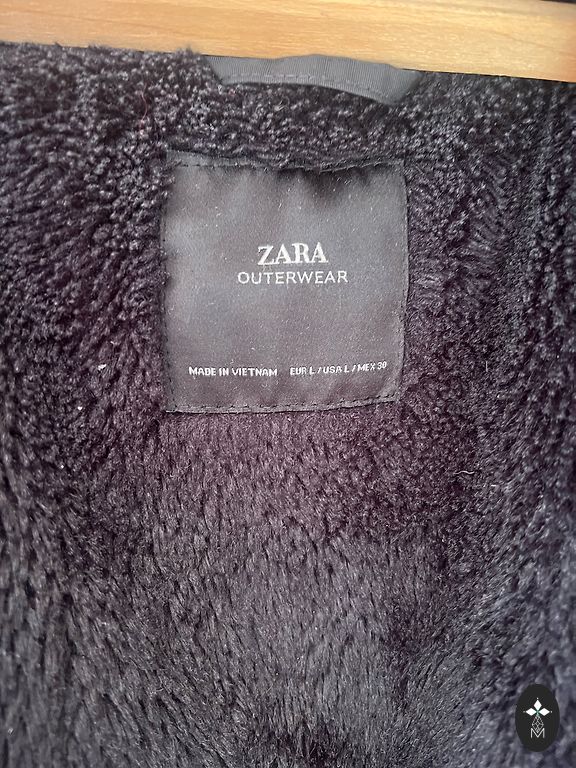 ZARA
OUTERWEAR
MADE IN VIETNAM EUR L / USA L / MEX 30
M